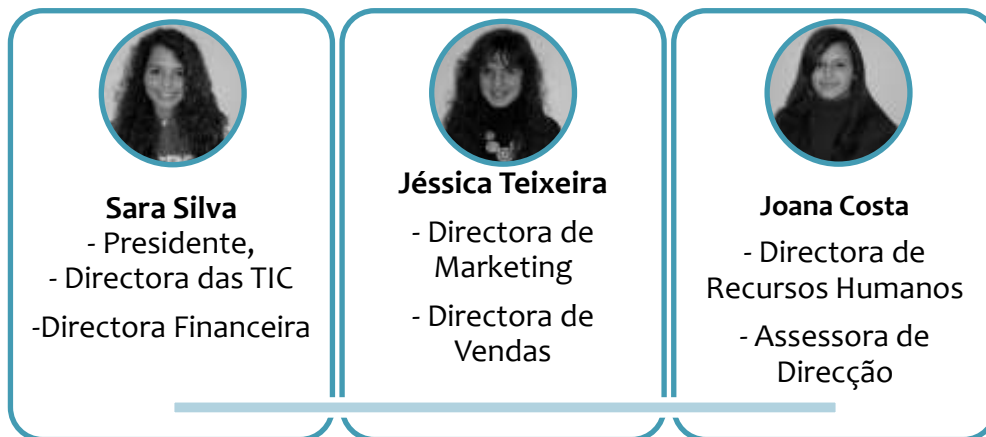 Sara Silva
- Presidente,
- Directora das TIC
-Directora Financeira
Jéssica Teixeira
- Directora de
Marketing
- Directora de
Vendas
Joana Costa
- Directora de
Recursos Humanos
- Assessora de
Direcção